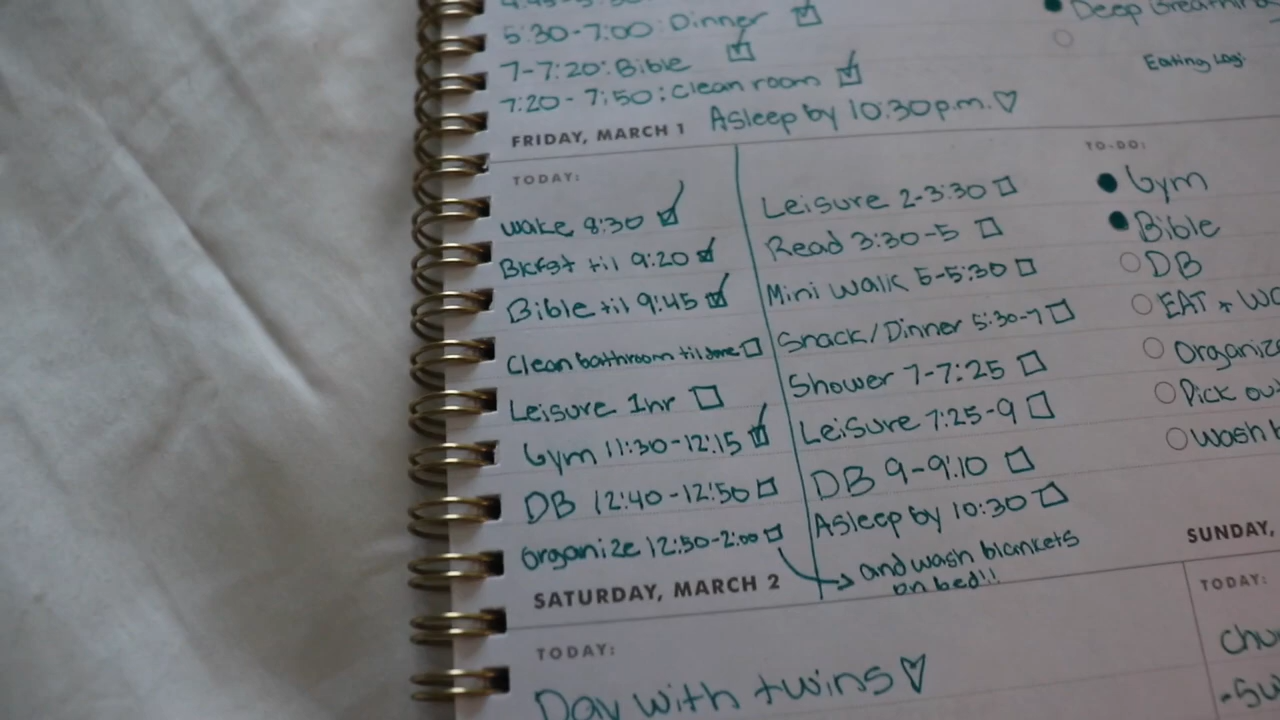 5:30-7:00: Dinner
7-7:20: Bible
7:20-7:50: Clean room
Asleep by 10:30p.m.♡
Deep
Eating Log:
FRIDAY, MARCH 1
TODAY:
wake 8:30
Bkfst til 9:20
Bible til 9:45
Clean bathroom til done
Leisure 1hr
Gym 11:30-12:15
DB 12:40-12:50
Organize 12:50-2:00
Leisure 2-3:30
Read 3:30-5
Mini walk 5-5:30
Snack/Dinner 5:30-7
Shower 7-7:25
Leisure 7:25-9
DB 9-9:10
Asleep by 10:30
and wash blankets
on bed!!
TO-DO:
Gym
Bible
DB
EAT +
Organize
Pick
Wash
SATURDAY, MARCH 2
TODAY:
Day with twins♡
SUNDAY,
TODAY: